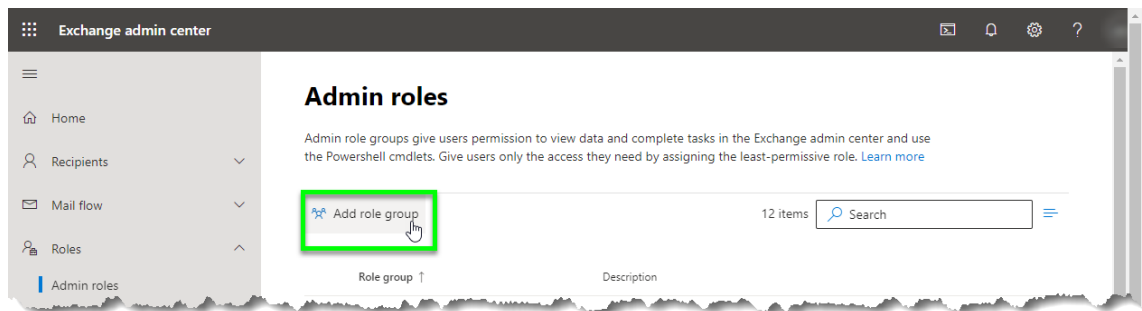 Exchange admin center
?
Home
Recipients
Mail flow
Roles
Admin roles
Admin roles
Admin role groups give users permission to view data and complete tasks in the Exchange admin center and use
the Powershell cmdlets. Give users only the access they need by assigning the least-permissive role. Learn more
Add role group
12 items
Search
Role group ↑
Description